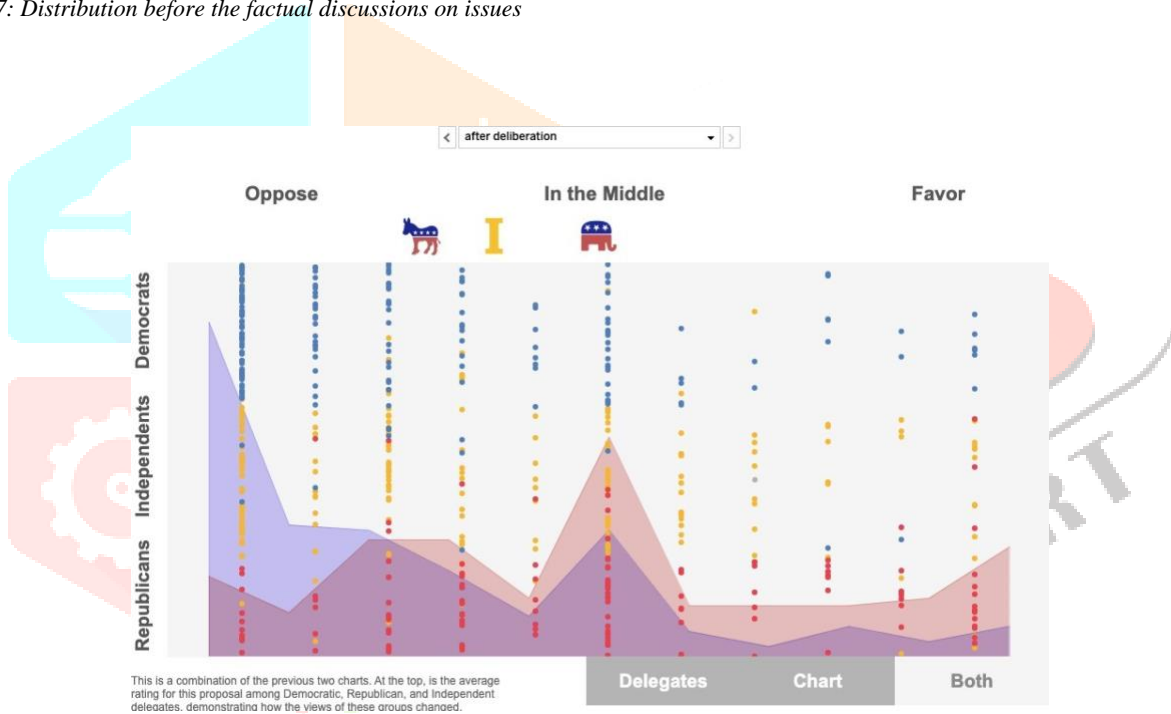 7: Distribution before the factual discussions on issues
< after deliberation >
Oppose In the Middle Favor
I
Democrats
Independents
Republicans
Delegates Chart Both
This is a combination of the previous two charts. At the top, is the average
rating for this proposal among Democratic, Republican, and Independent
delegates, demonstrating how the views of these groups changed.
RT